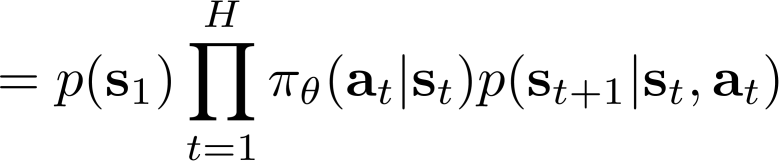 = p(𝐬₁) ∏_{t=1}^{H} π_θ(𝐚_t|𝐬_t)p(𝐬_{t+1}|𝐬_t, 𝐚_t)